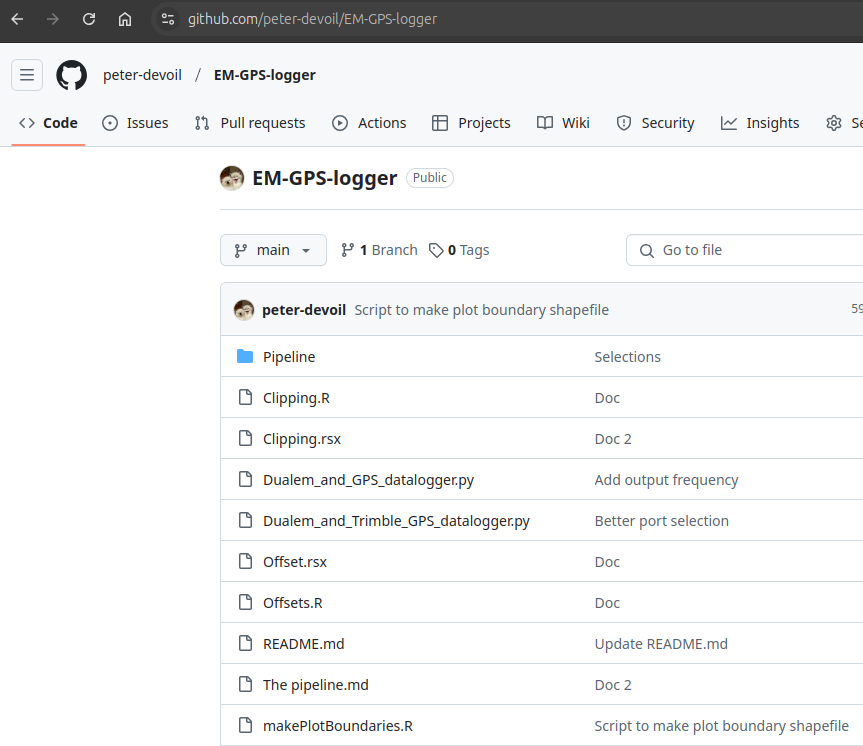 github.com/peter-devoil/EM-GPS-logger
peter-devoil / EM-GPS-logger
Code Issues Pull requests Actions Projects Wiki Security Insights
EM-GPS-logger Public
main 1 Branch 0 Tags Go to file
peter-devoil Script to make plot boundary shapefile 59
Pipeline Selections
Clipping.R Doc
Clipping.rsx Doc 2
Dualem_and_GPS_datalogger.py Add output frequency
Dualem_and_Trimble_GPS_datalogger.py Better port selection
Offset.rsx Doc
Offsets.R Doc
README.md Update README.md
The pipeline.md Doc 2
makePlotBoundaries.R Script to make plot boundary shapefile